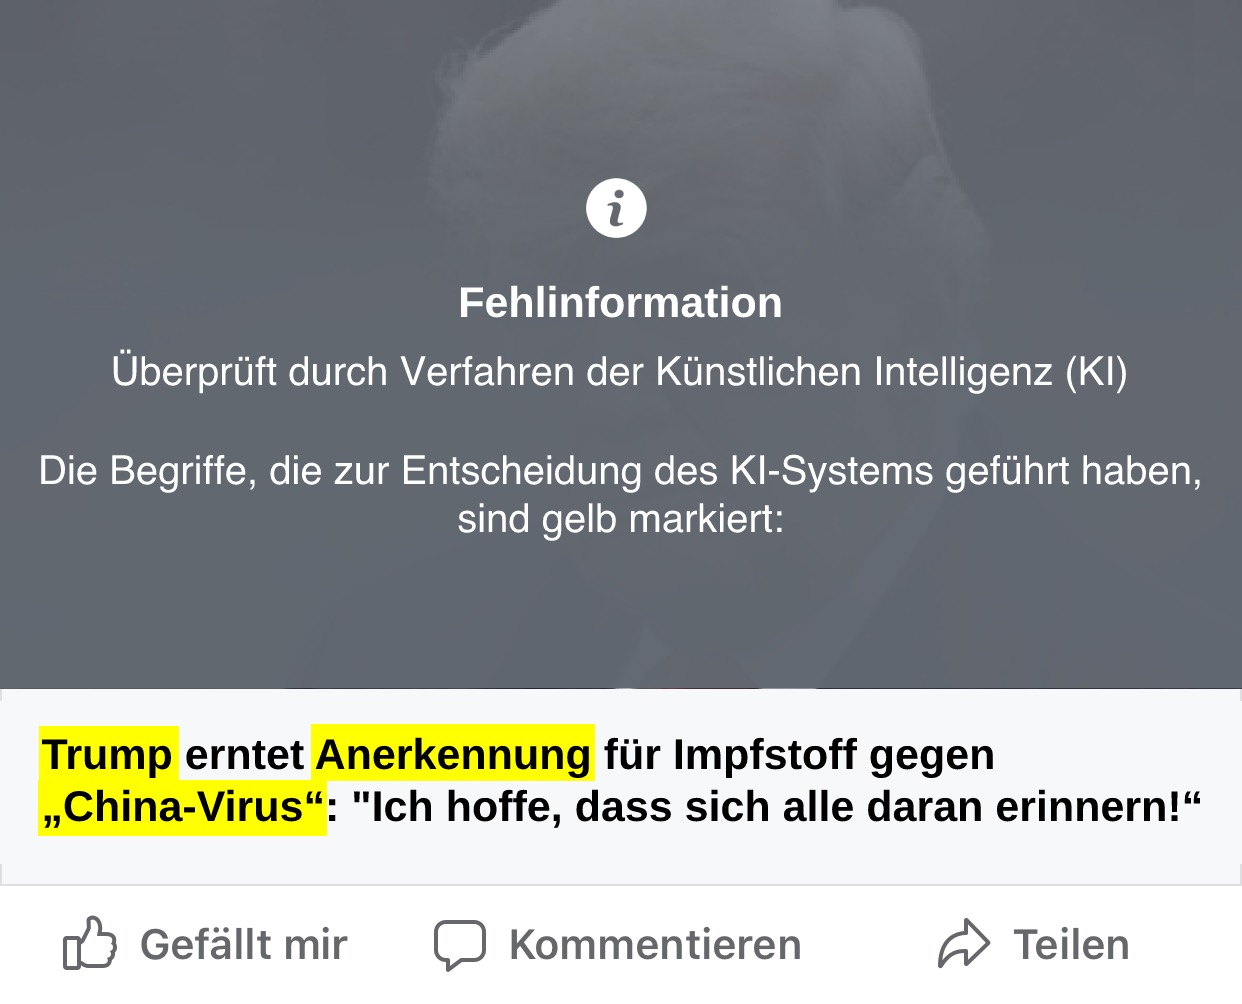 i
Fehlinformation
Überprüft durch Verfahren der Künstlichen Intelligenz (KI)
Die Begriffe, die zur Entscheidung des KI-Systems geführt haben,
sind gelb markiert:
Trump erntet Anerkennung für Impfstoff gegen
„China-Virus“: "Ich hoffe, dass sich alle daran erinnern!“
Gefällt mir
Kommentieren
Teilen